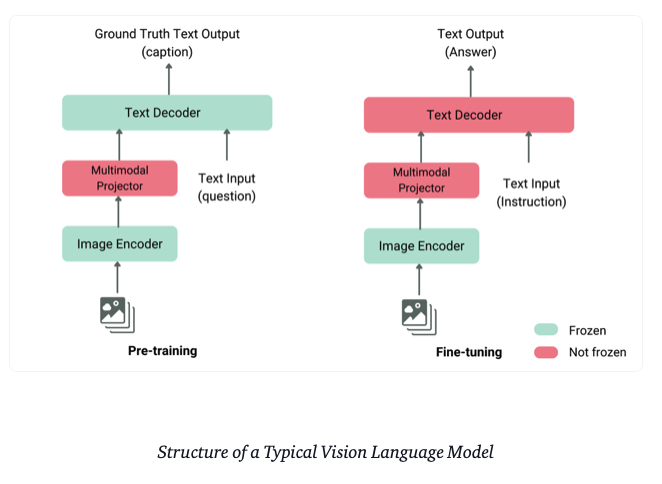 Ground Truth Text Output
(caption)
Text Decoder
Multimodal
Projector
Text Input
(question)
Image Encoder
Pre-training
Text Output
(Answer)
Text Decoder
Multimodal
Projector
Text Input
(Instruction)
Image Encoder
Fine-tuning
Frozen
Not frozen
Structure of a Typical Vision Language Model